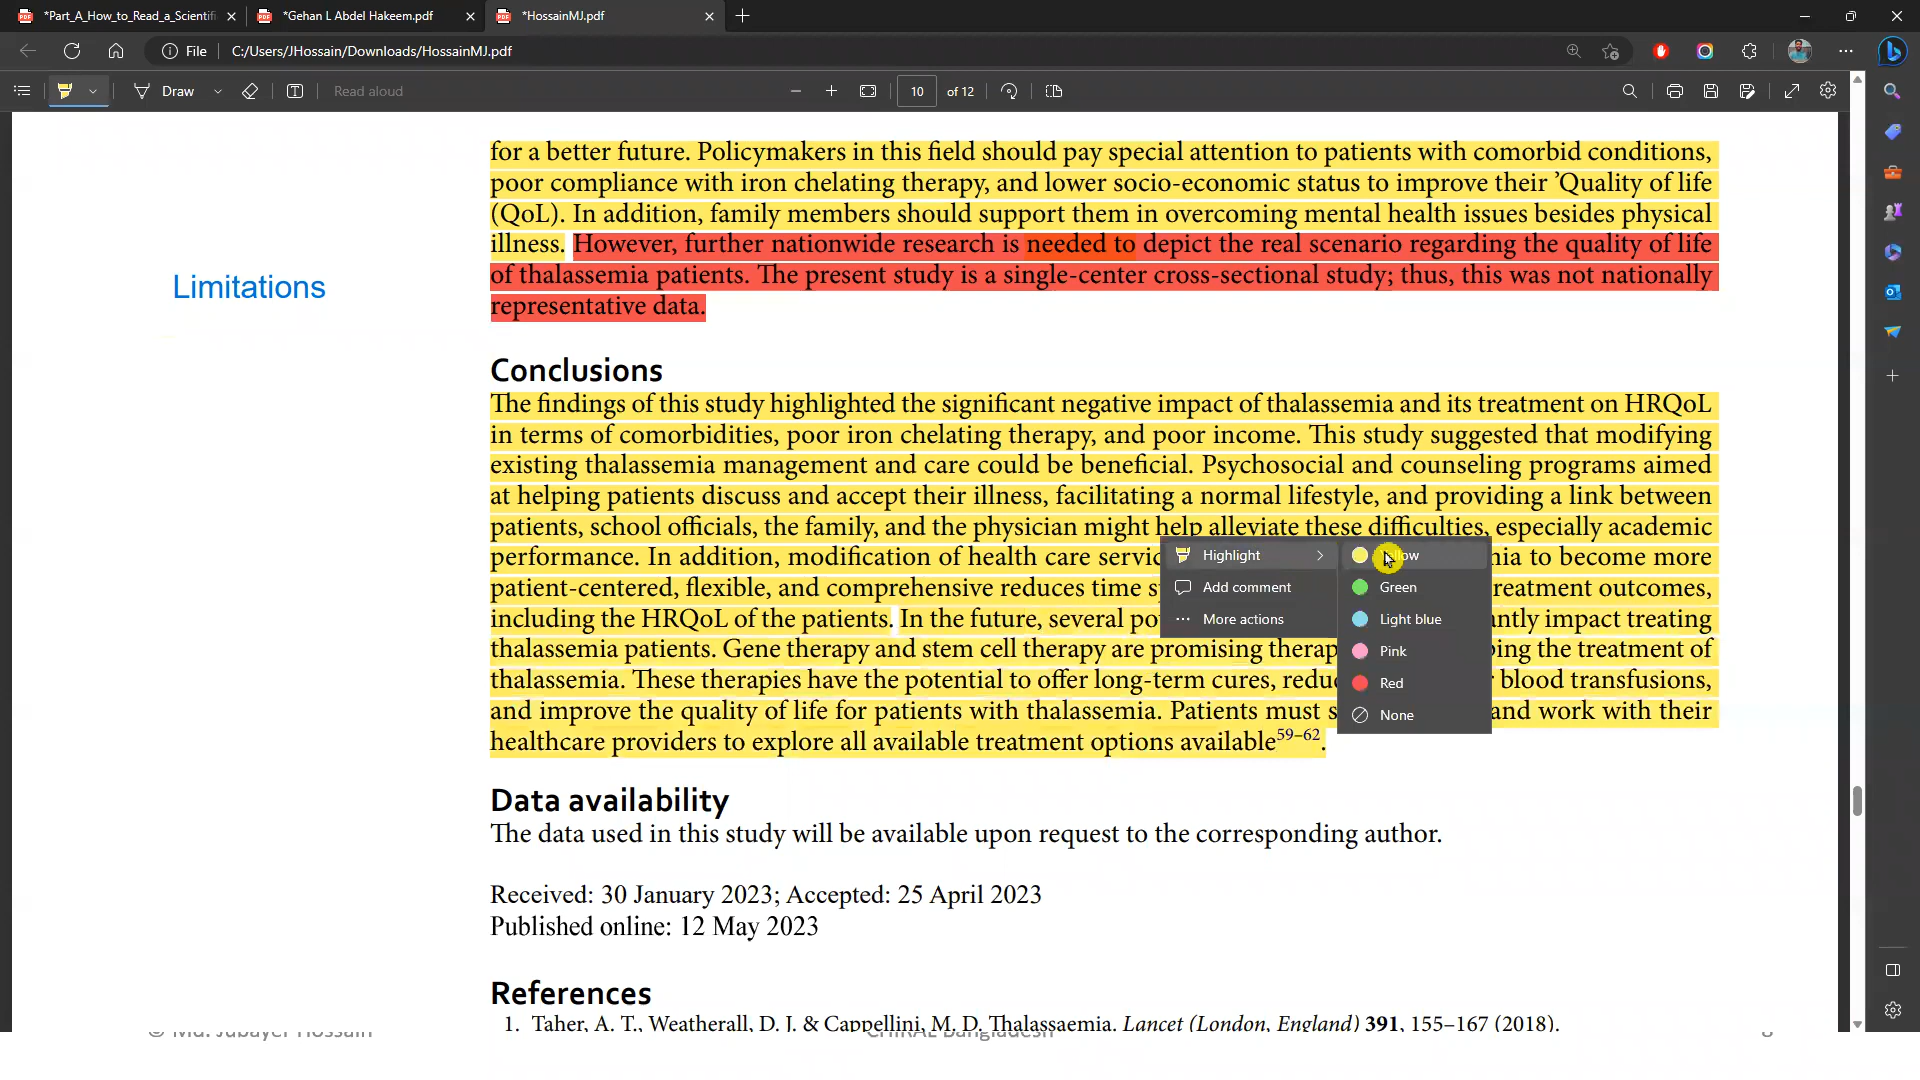 *Part_A_How_to_Read_a_Scientifi
*Gehan L Abdel Hakeem.pdf
*HossainMJ.pdf
File
C:/Users/JHossain/Downloads/HossainMJ.pdf
Draw
Read aloud
10
of 12
for a better future. Policymakers in this field should pay special attention to patients with comorbid conditions,
poor compliance with iron chelating therapy, and lower socio-economic status to improve their 'Quality of life
(QoL). In addition, family members should support them in overcoming mental health issues besides physical
illness. However, further nationwide research is needed to depict the real scenario regarding the quality of life
of thalassemia patients. The present study is a single-center cross-sectional study; thus, this was not nationally
representative data.
Limitations
Conclusions
The findings of this study highlighted the significant negative impact of thalassemia and its treatment on HRQoL
in terms of comorbidities, poor iron chelating therapy, and poor income. This study suggested that modifying
existing thalassemia management and care could be beneficial. Psychosocial and counseling programs aimed
at helping patients discuss and accept their illness, facilitating a normal lifestyle, and providing a link between
patients, school officials, the family, and the physician might help alleviate these difficulties, especially academic
performance. In addition, modification of health care servic nia to become more
patient-centered, flexible, and comprehensive reduces time s reatment outcomes,
including the HRQoL of the patients. In the future, several po ntly impact treating
thalassemia patients. Gene therapy and stem cell therapy are promising therap ping the treatment of
thalassemia. These therapies have the potential to offer long-term cures, redu blood transfusions,
and improve the quality of life for patients with thalassemia. Patients must s and work with their
healthcare providers to explore all available treatment options available59–62.
Highlight
Add comment
More actions
Green
Light blue
Pink
Red
None
Data availability
The data used in this study will be available upon request to the corresponding author.
Received: 30 January 2023; Accepted: 25 April 2023
Published online: 12 May 2023
References
1. Taher, A. T., Weatherall, D. J. & Cappellini, M. D. Thalassaemia. Lancet (London, England) 391, 155–167 (2018).
© Md. Jubayer Hossain
CHIRAL Bangladesh